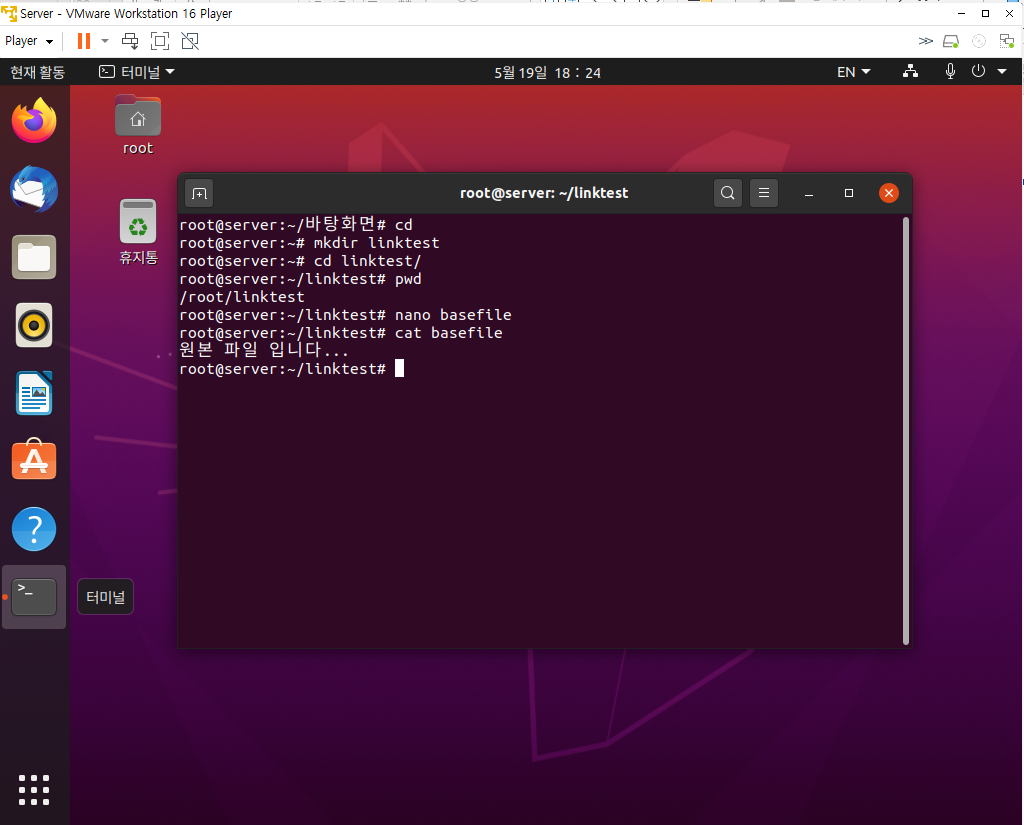 Server - VMware Workstation 16 Player
Player
현재 활동
터미널
5월 19일 18 : 24
EN
root
휴지통
root@server: ~/linktest
root@server:~/바탕화면# cd
root@server:~# mkdir linktest
root@server:~# cd linktest/
root@server:~/linktest# pwd
/root/linktest
root@server:~/linktest# nano basefile
root@server:~/linktest# cat basefile
원본 파일 입니다...
root@server:~/linktest#
터미널